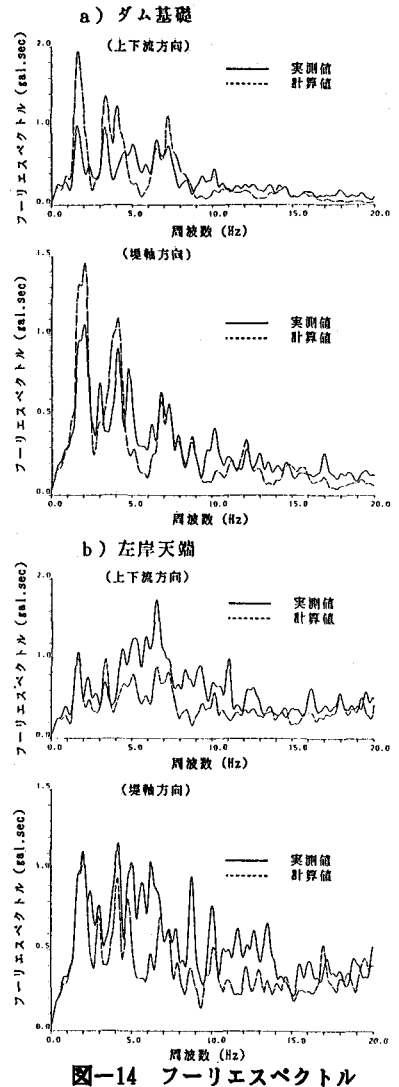 a) ダム基礎
(上下流方向)
フーリエスペクトル (gal.sec)
2.0
1.0
0.0
実測値
計算値
0.0 5.0 10.0 15.0 20.0
周波数 (Hz)
(堤軸方向)
フーリエスペクトル (gal.sec)
1.5
1.0
0.5
0.0
実測値
計算値
0.0 5.0 10.0 15.0 20.0
周波数 (Hz)
b) 左岸天端
(上下流方向)
フーリエスペクトル (gal.sec)
2.0
1.0
0.0
実測値
計算値
0.0 5.0 10.0 15.0 20.0
周波数 (Hz)
(堤軸方向)
フーリエスペクトル (gal.sec)
1.5
1.0
0.5
0.0
実測値
計算値
0.0 5.0 10.0 15.0 20.0
周波数 (Hz)
図―14 フーリエスペクトル